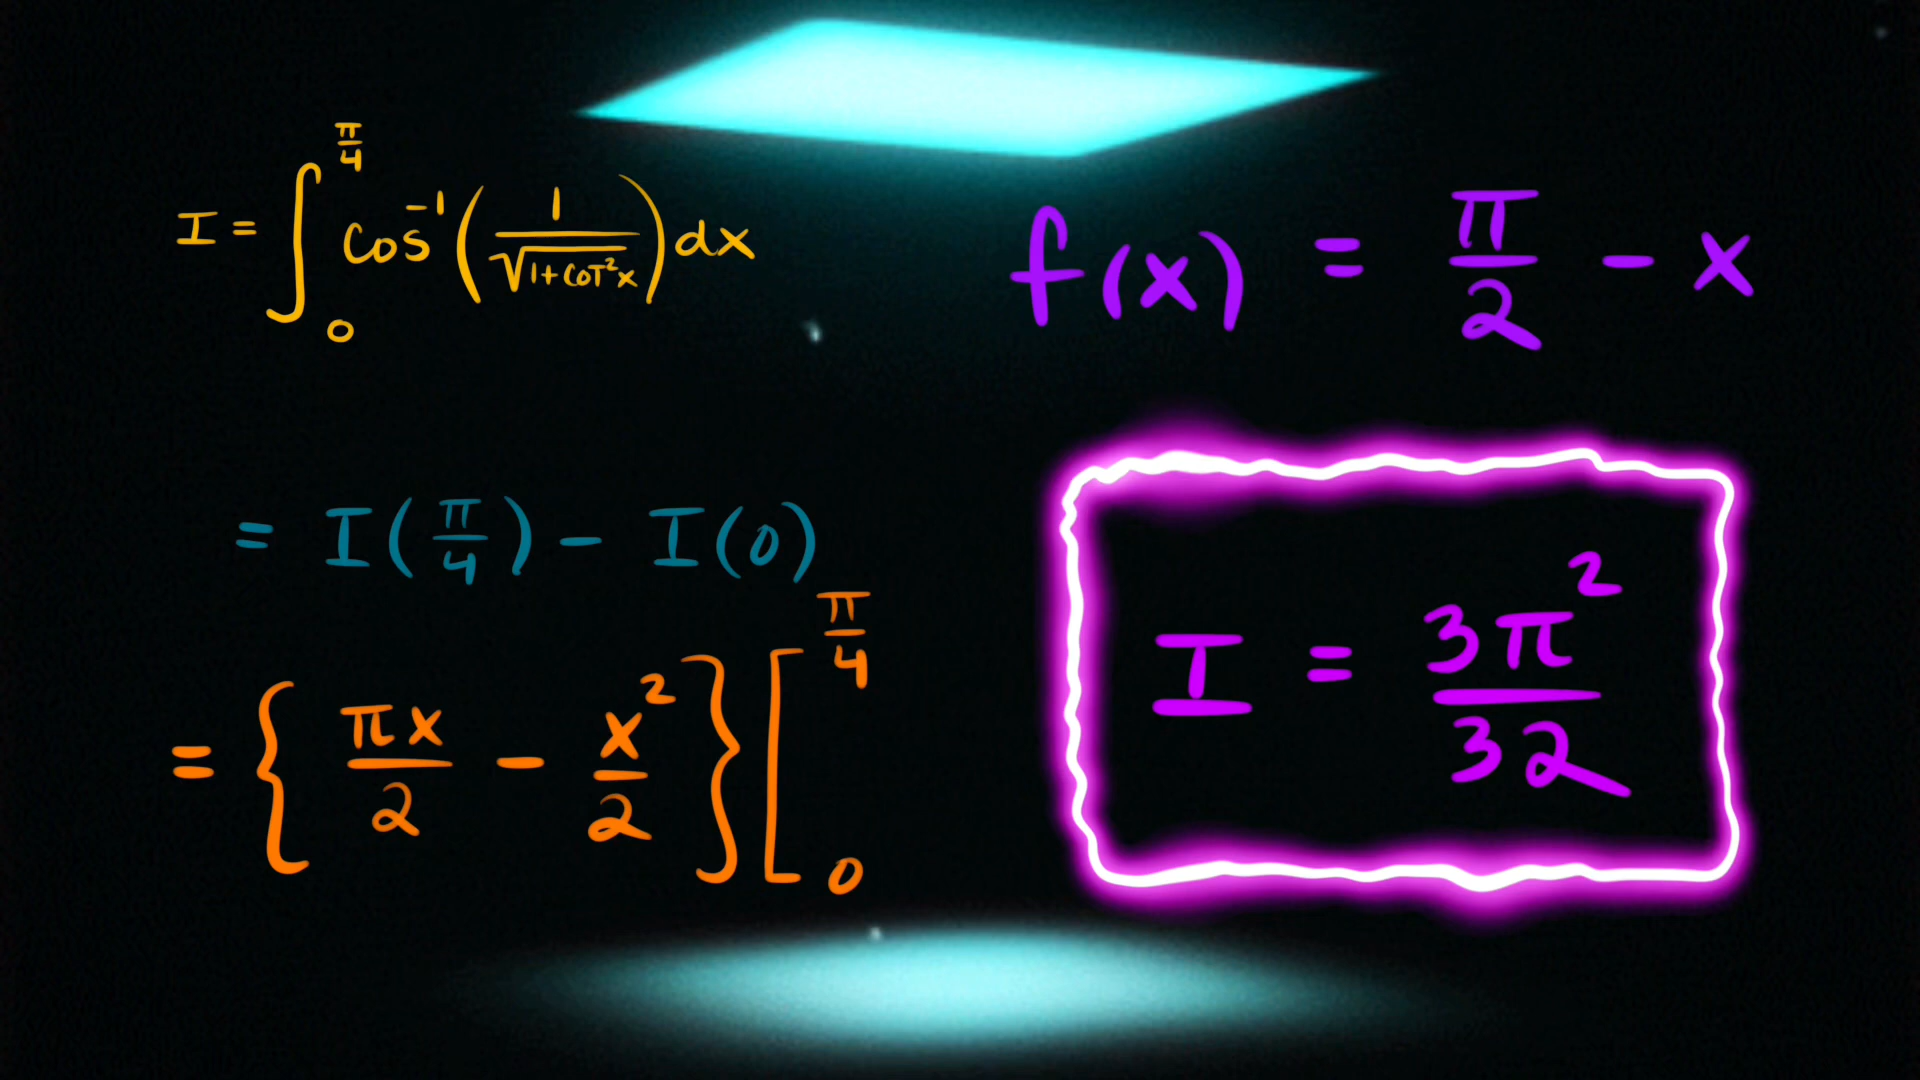 I = ∫₀^{π/4} cos⁻¹(1/√(1+cot²x)) dx
f(x) = π/2 − x
= I(π/4) − I(0)
= { πx/2 − x²/2 } [₀^{π/4}
I = 3π²/32